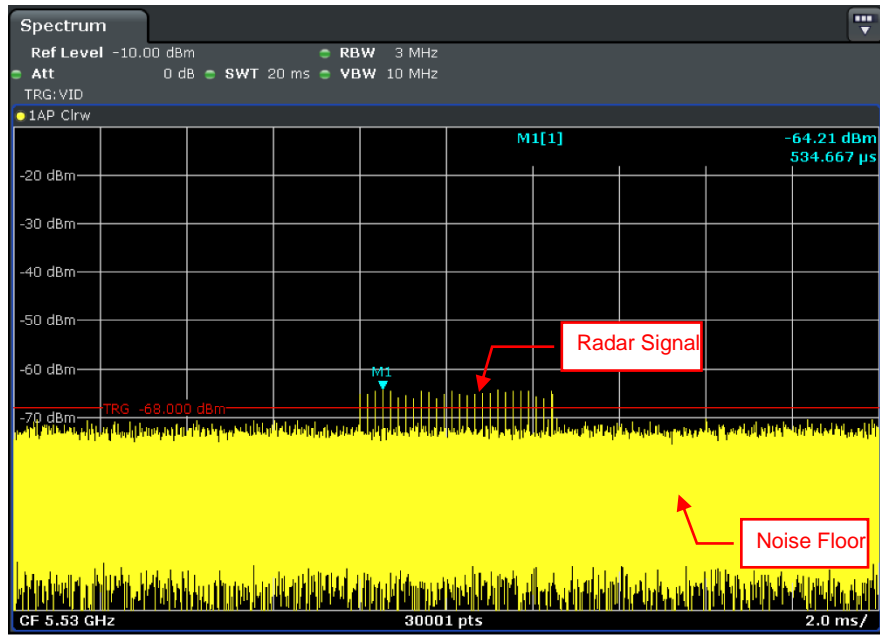 Spectrum
Ref Level -10.00 dBm RBW 3 MHz
Att 0 dB SWT 20 ms VBW 10 MHz
TRG:VID
1AP Clrw
M1[1] -64.21 dBm
534.667 µs
-20 dBm
-30 dBm
-40 dBm
-50 dBm
Radar Signal
-60 dBm
M1
TRG -68.000 dBm
-70 dBm
Noise Floor
CF 5.53 GHz 30001 pts 2.0 ms/